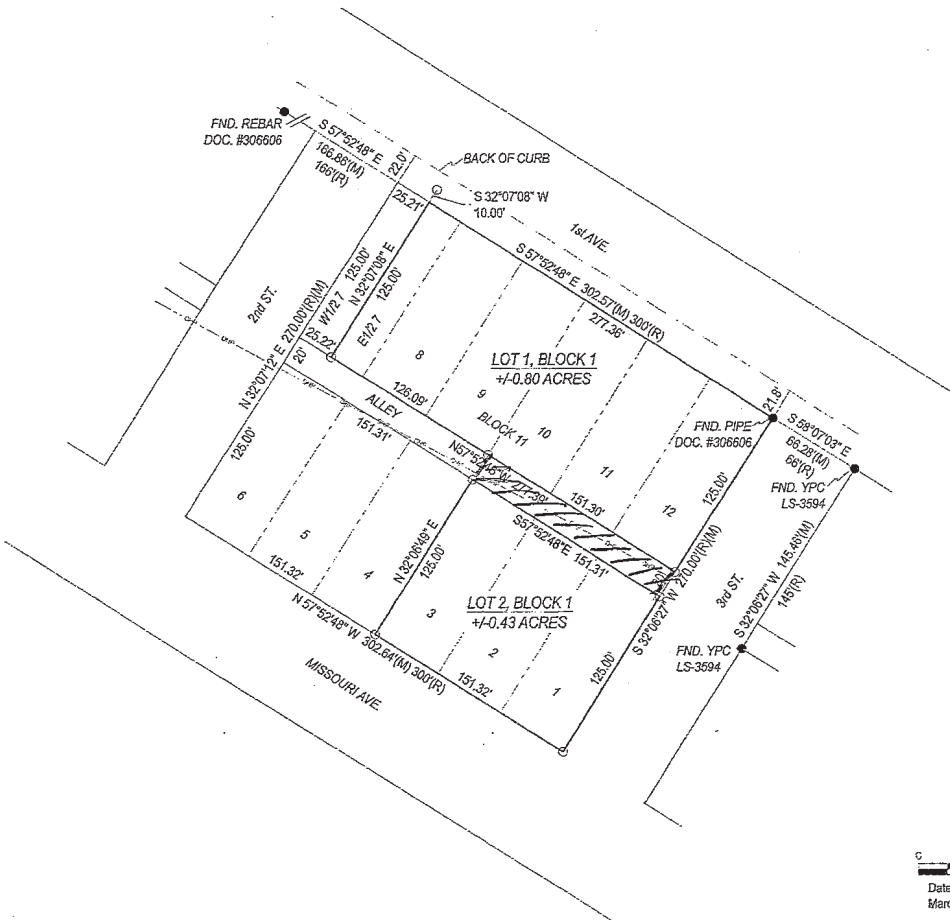 FND. REBAR
DOC. #306606
S 57°52'48" E
166.86'(M)
166'(R)
22.0'
BACK OF CURB
S 32°07'08" W
10.00'
25.21'
1st AVE.
S 57°52'48" E 302.57'(M) 300'(R)
277.36'
2nd ST.
N 32°07'12" E 270.00'(R)(M)
W1/2 7 125.00'
N 32°07'08" E
125.00'
E1/2 7
8
9
10
11
12
LOT 1, BLOCK 1
+/-0.80 ACRES
BLOCK 11
25.22'
20'
126.09'
ALLEY
151.31'
125.00'
N57°52'48"W 277.39'
151.30'
S57°52'48"E 151.31'
21.8'
FND. PIPE
DOC. #306606
S 58°07'03" E
66.28'(M)
66'(R)
FND. YPC
LS-3594
125.00'
S 32°06'27" W 270.00'(R)(M)
125.00'
3rd ST.
S 32°06'27" W 145.46'(M)
145'(R)
FND. YPC
LS-3594
6
5
4
3
2
1
N 32°06'49" E
125.00'
LOT 2, BLOCK 1
+/-0.43 ACRES
151.32'
N 57°52'48" W 302.64'(M) 300'(R)
151.32'
MISSOURI AVE.
Date